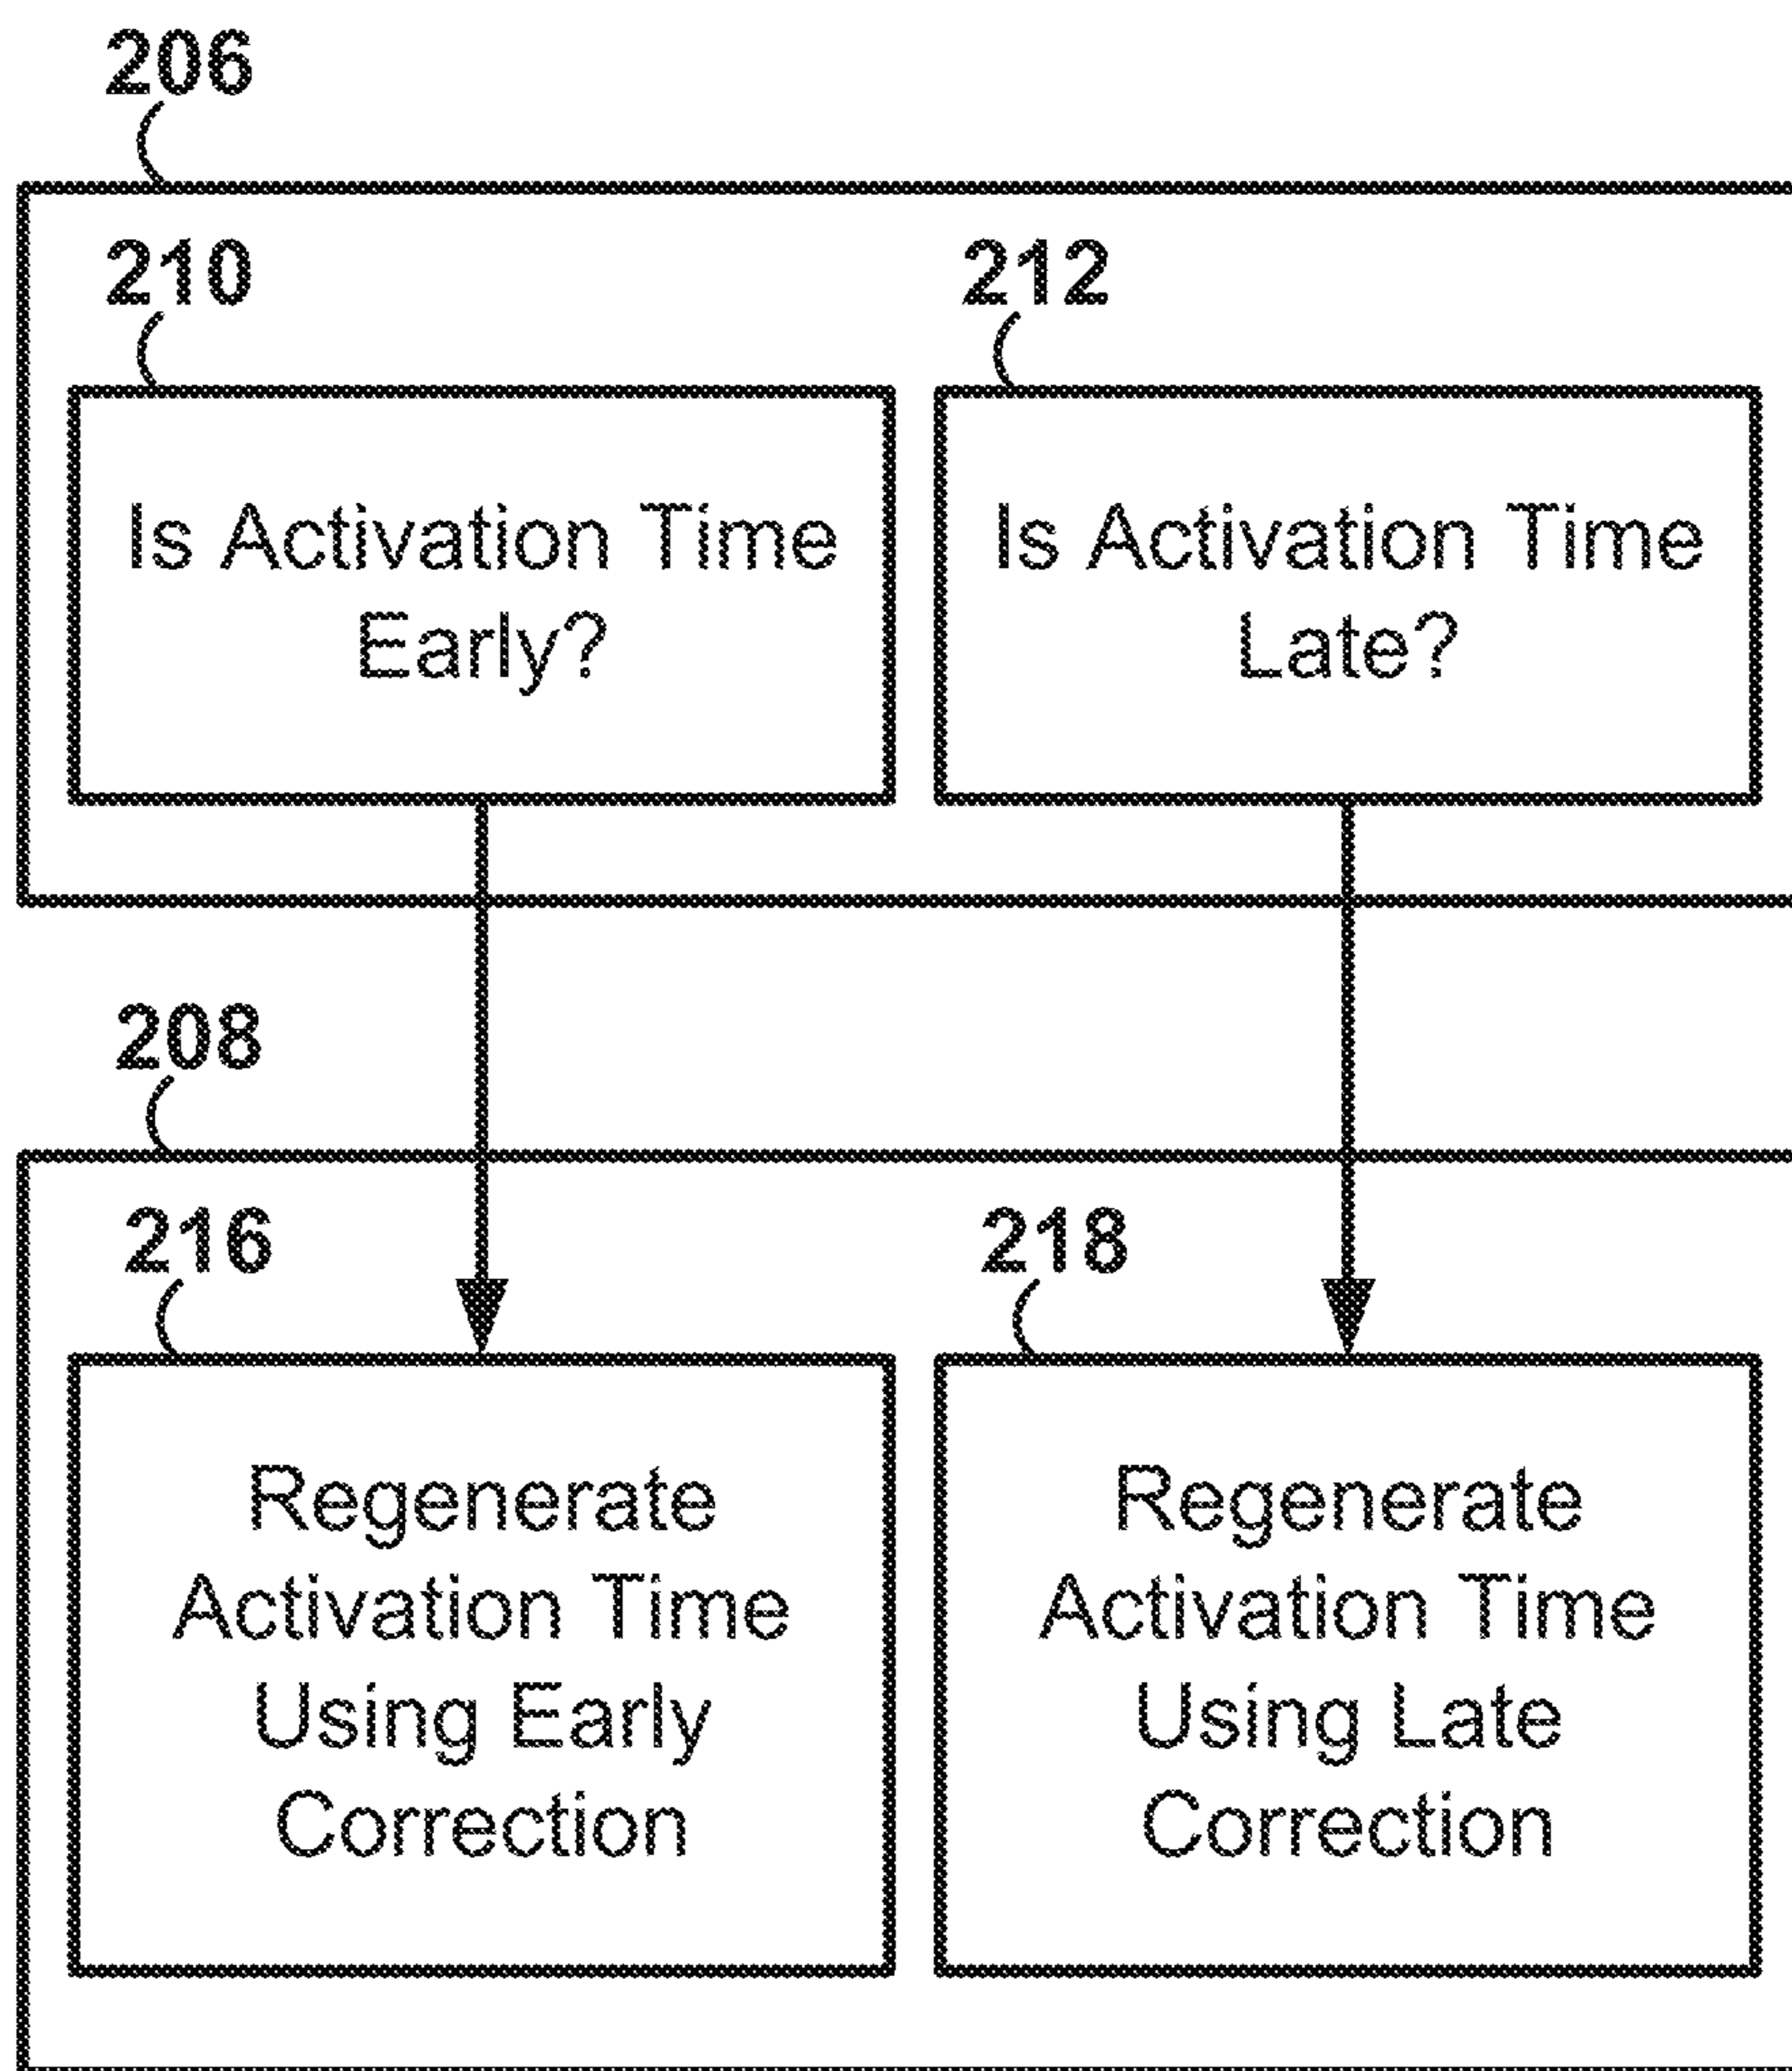 206
210
212
Is Activation Time
Early?
Is Activation Time
Late?
208
216
218
Regenerate
Activation Time
Using Early
Correction
Regenerate
Activation Time
Using Late
Correction